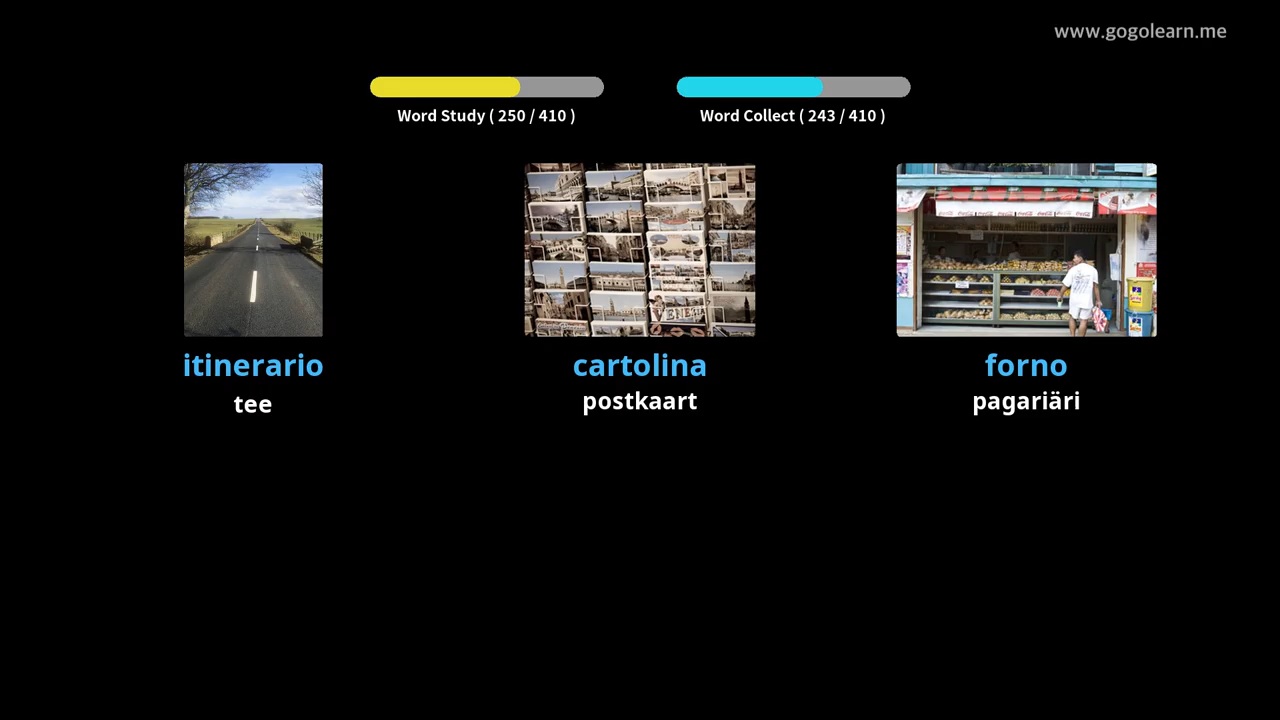 www.gogolearn.me
Word Study ( 250 / 410 )
Word Collect ( 243 / 410 )
itinerario
cartolina
forno
tee
postkaart
pagariäri